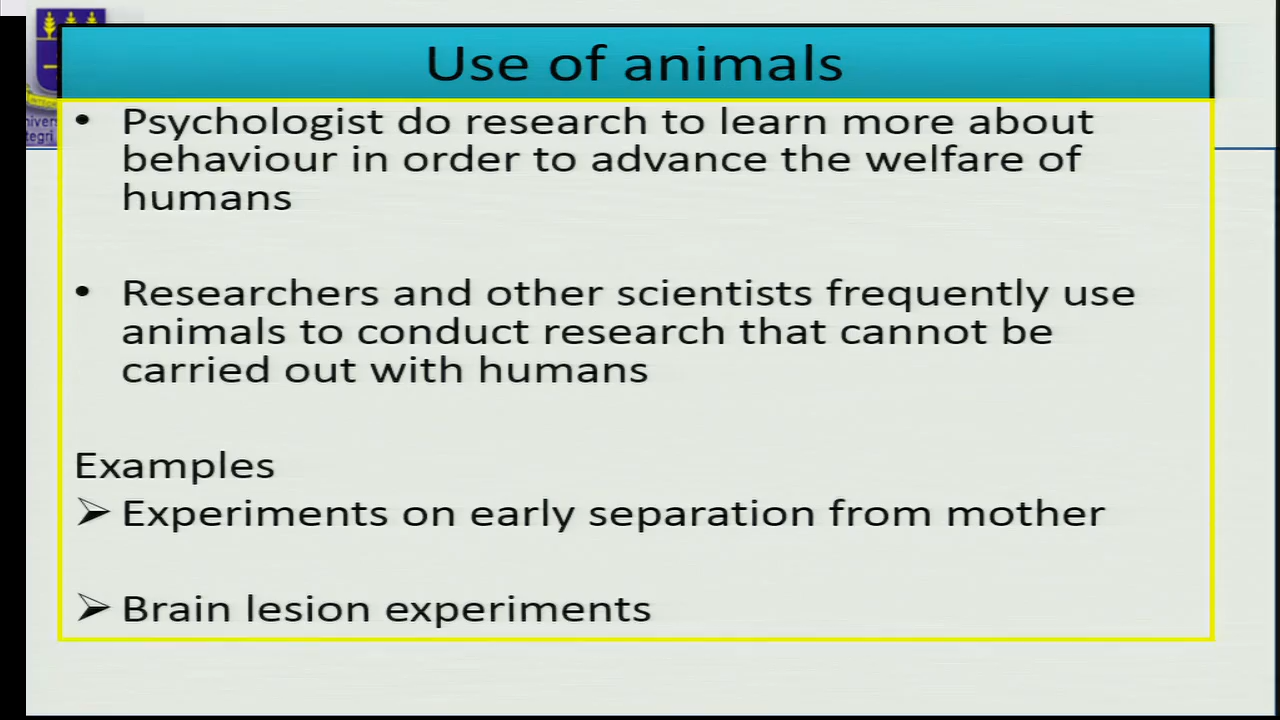 Use of animals
• Psychologist do research to learn more about
behaviour in order to advance the welfare of
humans
• Researchers and other scientists frequently use
animals to conduct research that cannot be
carried out with humans
Examples
➢ Experiments on early separation from mother
➢ Brain lesion experiments